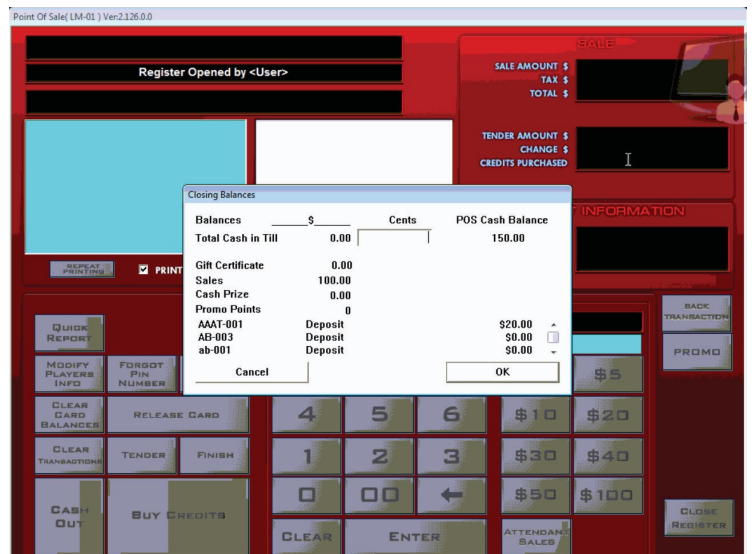 Point Of Sale( LM-01 ) Ver:2.126.0.0
SALE
Register Opened by <User>
SALE AMOUNT $
TAX $
TOTAL $
TENDER AMOUNT $
CHANGE $
CREDITS PURCHASED
Closing Balances
Balances $ Cents POS Cash Balance
Total Cash in Till 0.00 150.00
Gift Certificate 0.00
Sales 100.00
Cash Prize 0.00
Promo Points 0
AAAT-001 Deposit $20.00
AB-003 Deposit $0.00
ab-001 Deposit $0.00
Cancel OK
INFORMATION
REPEAT PRINTING
PRINT
BACK TRANSACTION
PROMO
QUICK REPORT
MODIFY PLAYERS INFO
FORGOT PIN NUMBER
$5
CLEAR CARD BALANCES
RELEASE CARD
4 5 6 $10 $20
CLEAR TRANSACTIONS
TENDER
FINISH
1 2 3 $30 $40
CASH OUT
BUY CREDITS
0 00 ← $50 $100
CLEAR ENTER
ATTENDANT SALES
CLOSE REGISTER